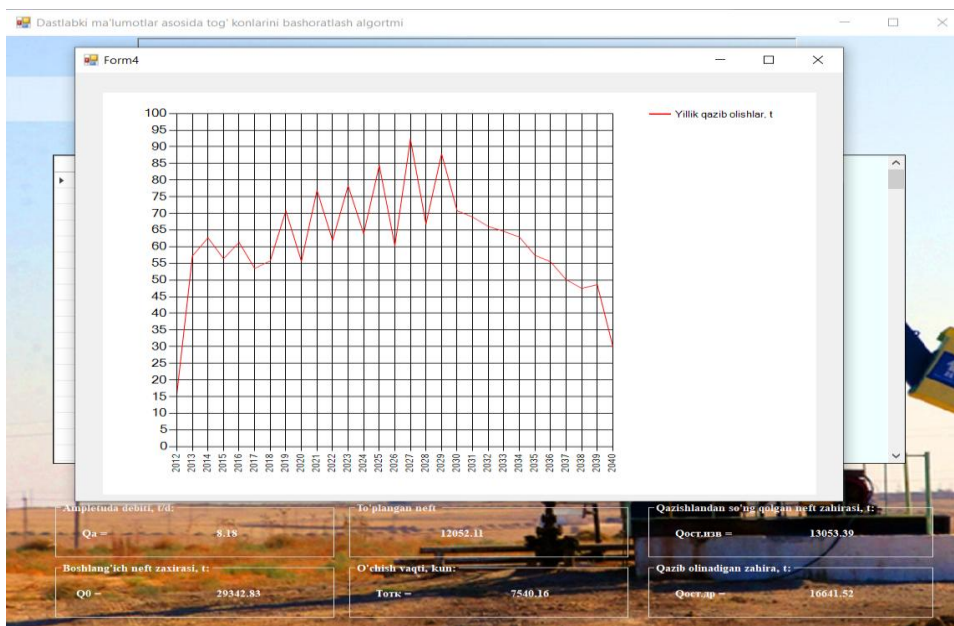 Dastlabki ma'lumotlar asosida tog' konlarini bashoratlash algortmi
Form4
Yillik qazib olishlar, t
100
95
90
85
80
75
70
65
60
55
50
45
40
35
30
25
20
15
10
5
0
2012 2013 2014 2015 2016 2017 2018 2019 2020 2021 2022 2023 2024 2025 2026 2027 2028 2029 2030 2031 2032 2033 2034 2035 2036 2037 2038 2039 2040
Ampletuda debiti, t/d: To'plangan neft Qazishlandan so'ng qolgan neft zahirasi, t:
Qa = 8.18 12052.11 Qост.изв = 13053.39
Boshlang'ich neft zaxirasi, t: O'chish vaqti, kun: Qazib olinadigan zahira, t:
Q0 = 29342.83 Тотк = 7540.16 Qост.др = 16641.52